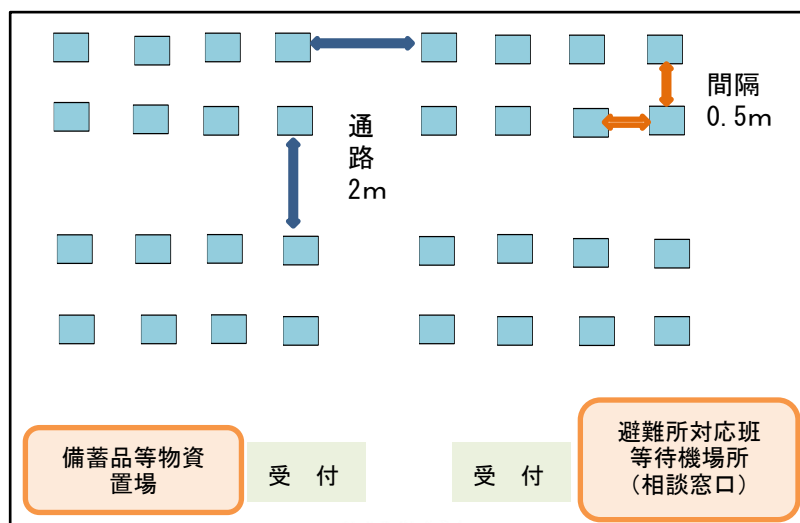 間隔
0.5m
通
路
2m
備蓄品等物資
置場
受　付
受　付
避難所対応班
等待機場所
（相談窓口）